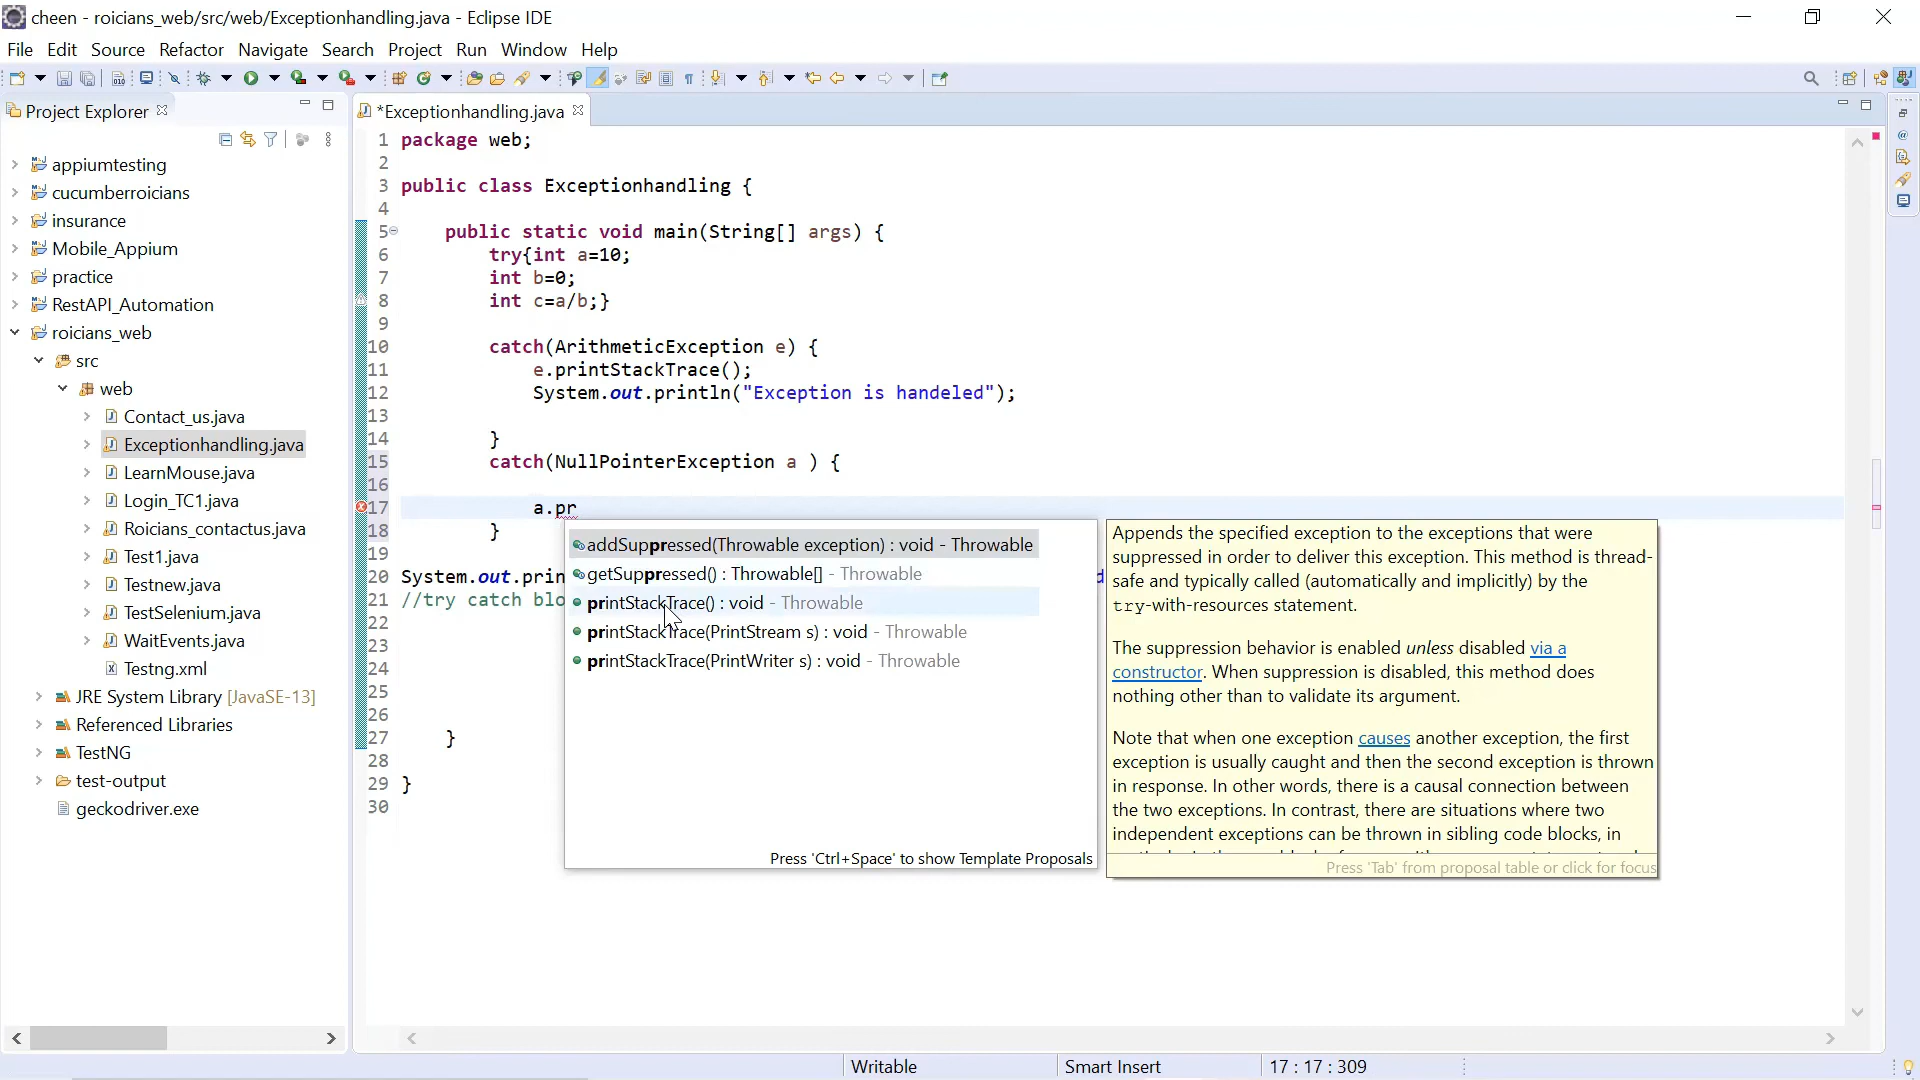 cheen - roicians_web/src/web/Exceptionhandling.java - Eclipse IDE
File Edit Source Refactor Navigate Search Project Run Window Help
Project Explorer
*Exceptionhandling.java
appiumtesting
cucumberroicians
insurance
Mobile_Appium
practice
RestAPI_Automation
roicians_web
src
web
Contact_us.java
Exceptionhandling.java
LearnMouse.java
Login_TC1.java
Roicians_contactus.java
Test1.java
Testnew.java
TestSelenium.java
WaitEvents.java
Testng.xml
JRE System Library [JavaSE-13]
Referenced Libraries
TestNG
test-output
geckodriver.exe
1 package web;
2
3 public class Exceptionhandling {
4
5 public static void main(String[] args) {
6 try{int a=10;
7 int b=0;
8 int c=a/b;}
9
10 catch(ArithmeticException e) {
11 e.printStackTrace();
12 System.out.println("Exception is handeled");
13
14 }
15 catch(NullPointerException a ) {
16
17 a.pr
18 }
19
20 System.out.prin
21 //try catch blo
22
23
24
25
26
27 }
28
29 }
30
addSuppressed(Throwable exception) : void - Throwable
getSuppressed() : Throwable[] - Throwable
printStackTrace() : void - Throwable
printStackTrace(PrintStream s) : void - Throwable
printStackTrace(PrintWriter s) : void - Throwable
Press 'Ctrl+Space' to show Template Proposals
Appends the specified exception to the exceptions that were
suppressed in order to deliver this exception. This method is thread-
safe and typically called (automatically and implicitly) by the
try-with-resources statement.
The suppression behavior is enabled unless disabled via a
constructor. When suppression is disabled, this method does
nothing other than to validate its argument.
Note that when one exception causes another exception, the first
exception is usually caught and then the second exception is thrown
in response. In other words, there is a causal connection between
the two exceptions. In contrast, there are situations where two
independent exceptions can be thrown in sibling code blocks, in
Press 'Tab' from proposal table or click for focus
Writable
Smart Insert
17 : 17 : 309